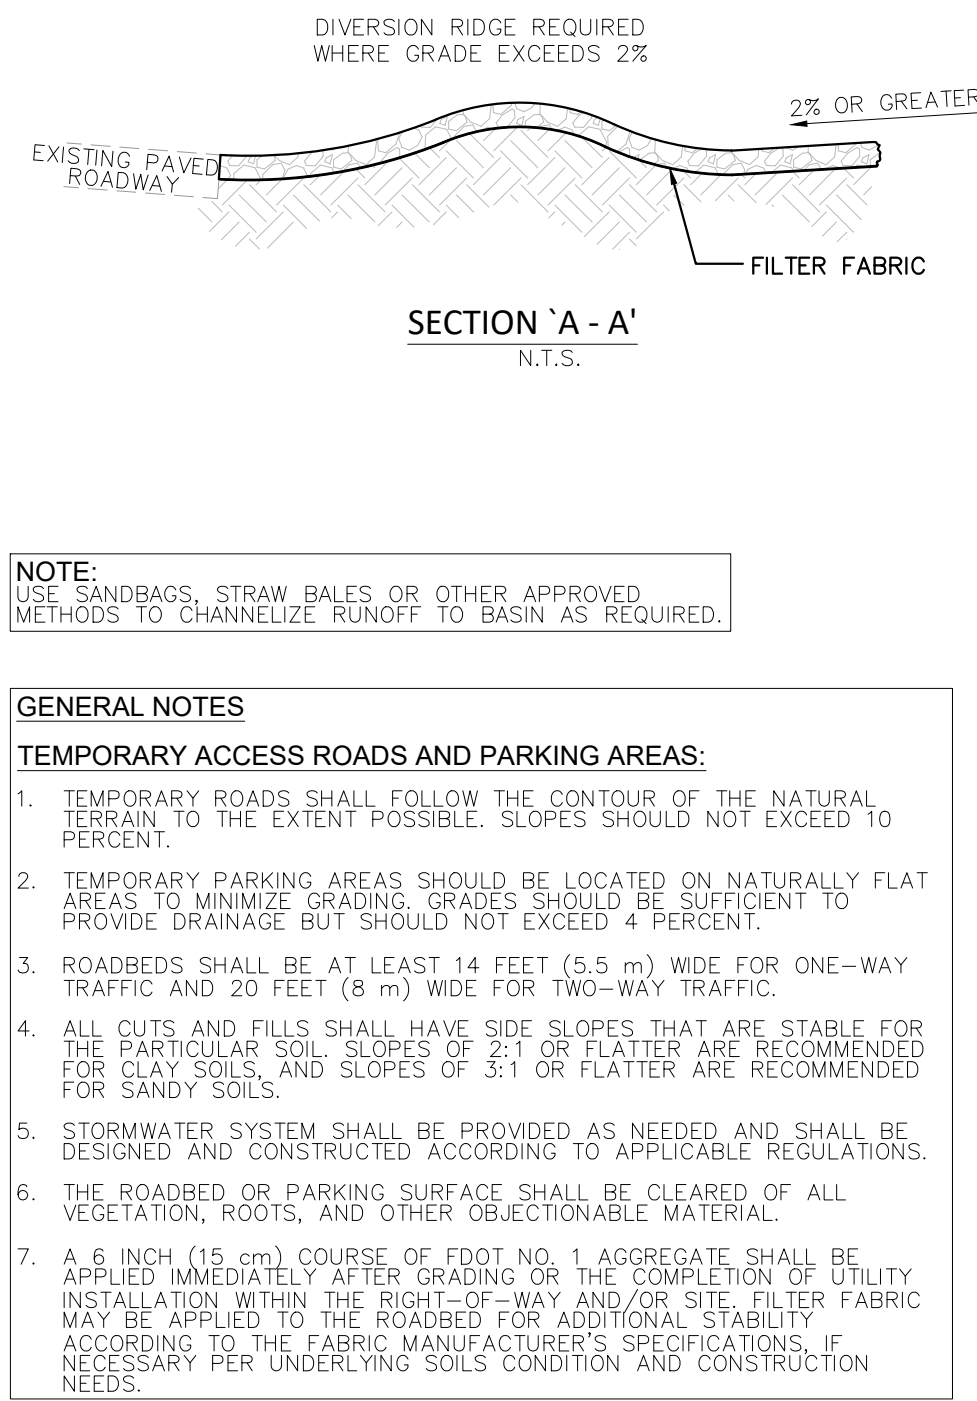 DIVERSION RIDGE REQUIRED
WHERE GRADE EXCEEDS 2%
2% OR GREATER
EXISTING PAVED
ROADWAY
FILTER FABRIC
SECTION `A - A'
N.T.S.
NOTE:
USE SANDBAGS, STRAW BALES OR OTHER APPROVED
METHODS TO CHANNELIZE RUNOFF TO BASIN AS REQUIRED.
GENERAL NOTES
TEMPORARY ACCESS ROADS AND PARKING AREAS:
1. TEMPORARY ROADS SHALL FOLLOW THE CONTOUR OF THE NATURAL
TERRAIN TO THE EXTENT POSSIBLE. SLOPES SHOULD NOT EXCEED 10
PERCENT.
2. TEMPORARY PARKING AREAS SHOULD BE LOCATED ON NATURALLY FLAT
AREAS TO MINIMIZE GRADING. GRADES SHOULD BE SUFFICIENT TO
PROVIDE DRAINAGE BUT SHOULD NOT EXCEED 4 PERCENT.
3. ROADBEDS SHALL BE AT LEAST 14 FEET (5.5 m) WIDE FOR ONE-WAY
TRAFFIC AND 20 FEET (8 m) WIDE FOR TWO-WAY TRAFFIC.
4. ALL CUTS AND FILLS SHALL HAVE SIDE SLOPES THAT ARE STABLE FOR
THE PARTICULAR SOIL. SLOPES OF 2:1 OR FLATTER ARE RECOMMENDED
FOR CLAY SOILS, AND SLOPES OF 3:1 OR FLATTER ARE RECOMMENDED
FOR SANDY SOILS.
5. STORMWATER SYSTEM SHALL BE PROVIDED AS NEEDED AND SHALL BE
DESIGNED AND CONSTRUCTED ACCORDING TO APPLICABLE REGULATIONS.
6. THE ROADBED OR PARKING SURFACE SHALL BE CLEARED OF ALL
VEGETATION, ROOTS, AND OTHER OBJECTIONABLE MATERIAL.
7. A 6 INCH (15 cm) COURSE OF FDOT NO. 1 AGGREGATE SHALL BE
APPLIED IMMEDIATELY AFTER GRADING OR THE COMPLETION OF UTILITY
INSTALLATION WITHIN THE RIGHT-OF-WAY AND/OR SITE. FILTER FABRIC
MAY BE APPLIED TO THE ROADBED FOR ADDITIONAL STABILITY
ACCORDING TO THE FABRIC MANUFACTURER'S SPECIFICATIONS, IF
NECESSARY PER UNDERLYING SOILS CONDITION AND CONSTRUCTION
NEEDS.